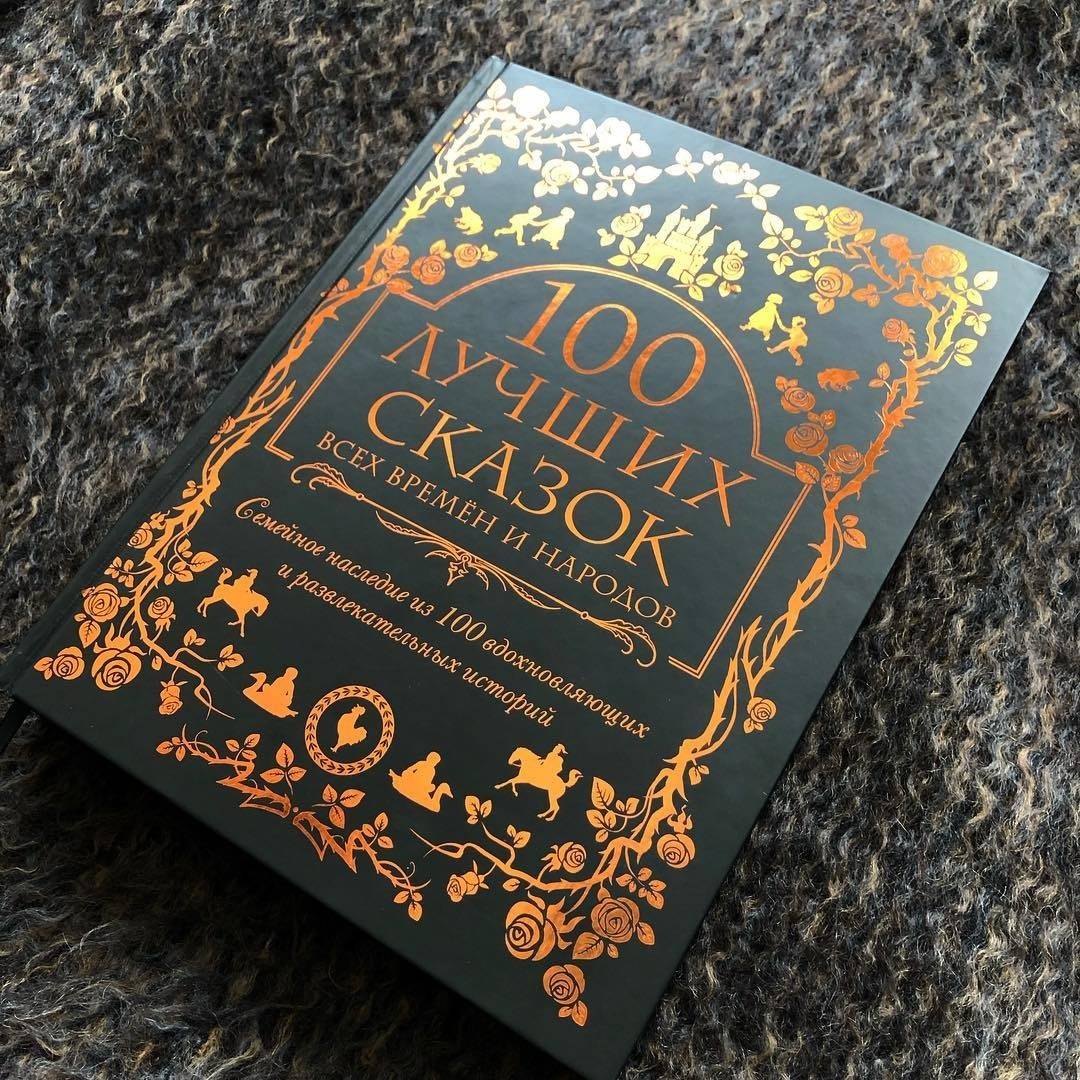 100
ЛУЧШИХ
СКАЗОК
ВСЕХ ВРЕМЁН И НАРОДОВ
Семейное наследие из 100 вдохновляющих
и развлекательных историй